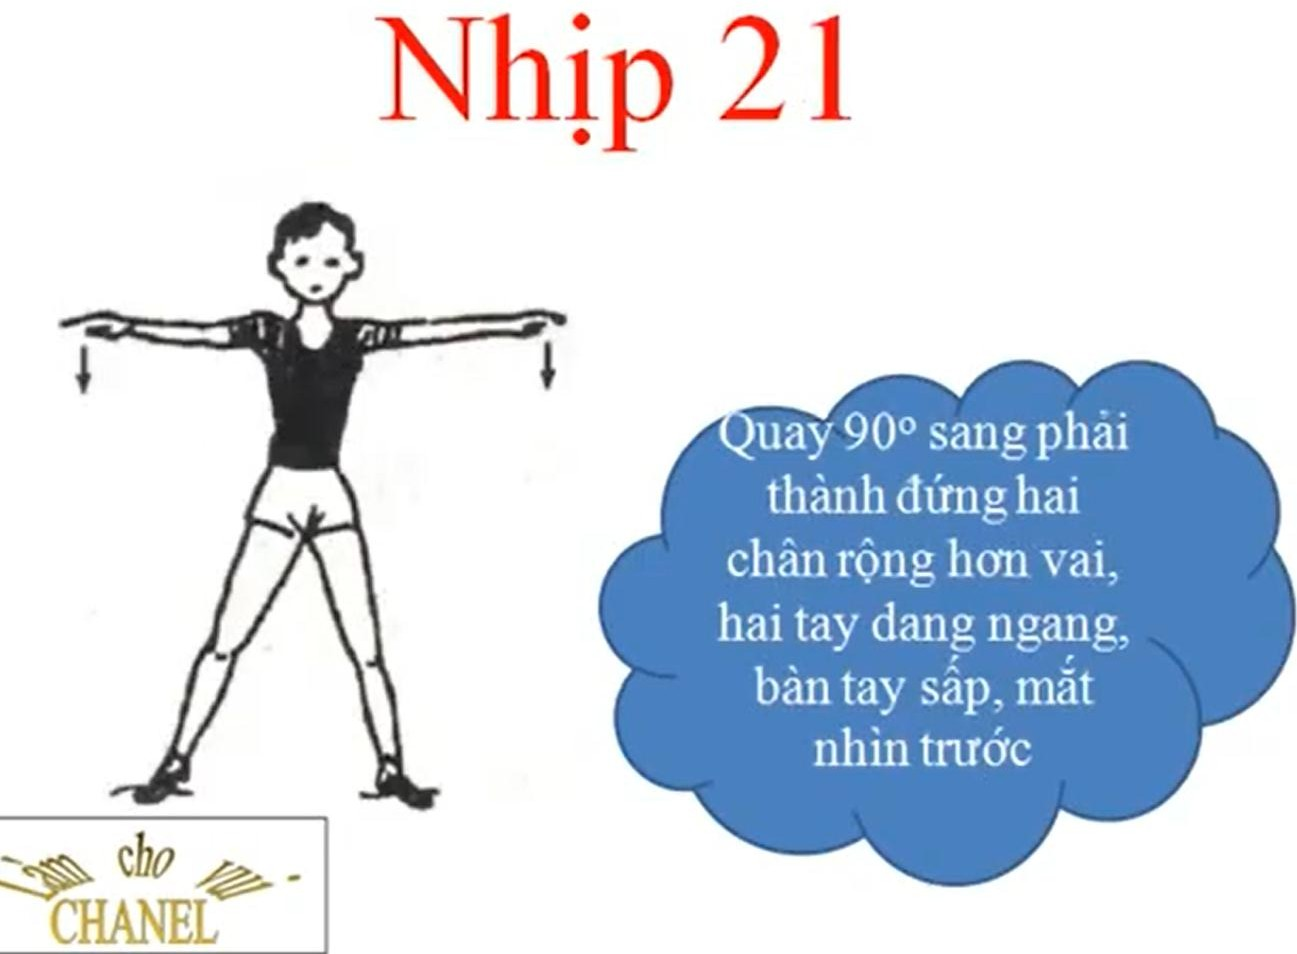 Nhịp 21
Quay 90º sang phải
thành đứng hai
chân rộng hơn vai,
hai tay dang ngang,
bàn tay sấp, mắt
nhìn trước
cho
CHANEL